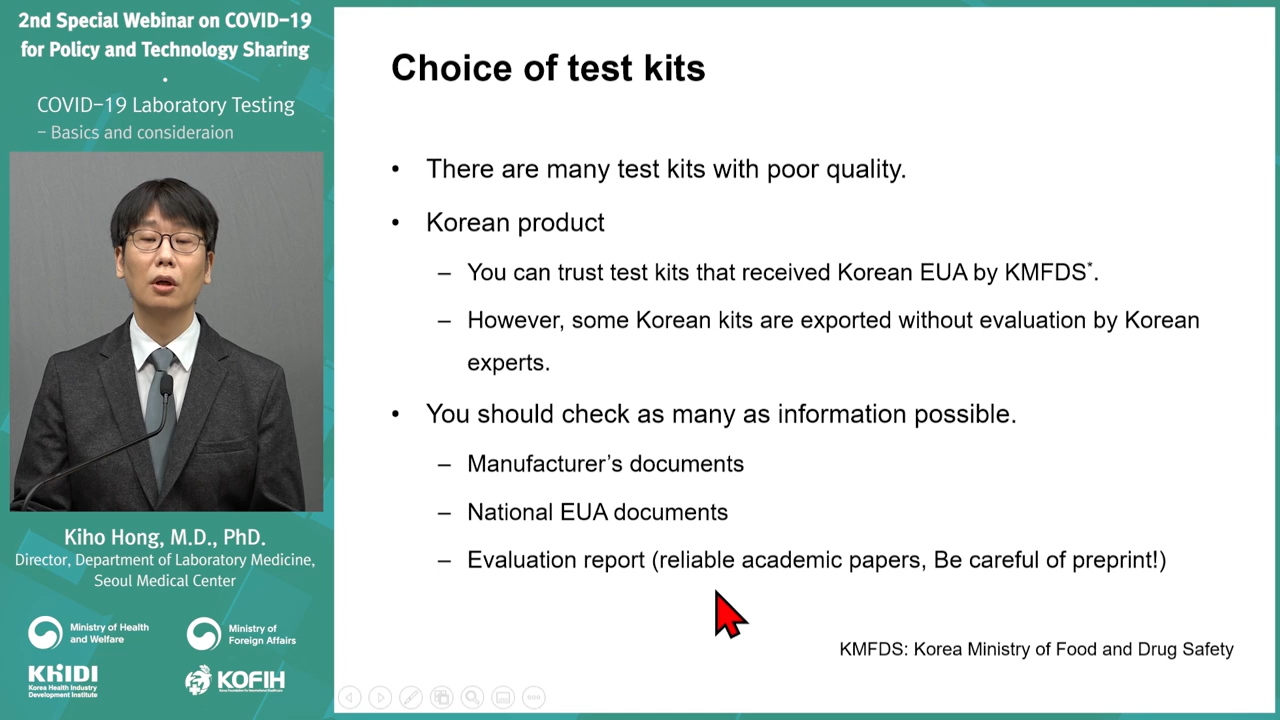 2nd Special Webinar on COVID-19
for Policy and Technology Sharing
COVID-19 Laboratory Testing
- Basics and consideraion
Kiho Hong, M.D., PhD.
Director, Department of Laboratory Medicine,
Seoul Medical Center
Ministry of Health
and Welfare
Ministry of
Foreign Affairs
KHIDI
Korea Health Industry
Development Institute
KOFIH
Choice of test kits
• There are many test kits with poor quality.
• Korean product
– You can trust test kits that received Korean EUA by KMFDS*.
– However, some Korean kits are exported without evaluation by Korean
experts.
• You should check as many as information possible.
– Manufacturer's documents
– National EUA documents
– Evaluation report (reliable academic papers, Be careful of preprint!)
KMFDS: Korea Ministry of Food and Drug Safety